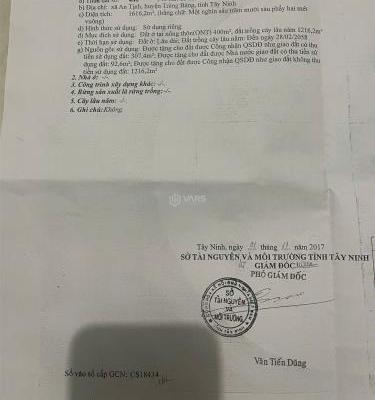 b) Địa chỉ: xã An Tịnh, huyện Trảng Bàng, tỉnh Tây Ninh
c) Diện tích: 1616,2m², (bằng chữ: Một nghìn sáu trăm mười sáu phẩy hai mét
vuông)
d) Hình thức sử dụng: Sử dụng riêng
đ) Mục đích sử dụng: Đất ở tại nông thôn(ONT) 400m², đất trồng cây lâu năm 1216,2m²
e) Thời hạn sử dụng: Đất ở: Lâu dài; Đất trồng cây lâu năm: Đến ngày 28/02/2058
g) Nguồn gốc sử dụng: Được tặng cho đất được Công nhận QSDĐ như giao đất có thu
tiền sử dụng đất: 307,4m²; Được tặng cho đất được Nhà nước giao đất có thu tiền sử
dụng đất: 92,6m²; Được tặng cho đất được Công nhận QSDĐ như giao đất không thu
tiền sử dụng đất: 1216,2m²
2. Nhà ở: -/-
3. Công trình xây dựng khác: -/-
4. Rừng sản xuất là rừng trồng: -/-
5. Cây lâu năm: -/-
6. Ghi chú: Không.
VARS
Tây Ninh, ngày tháng 11 năm 2017
SỞ TÀI NGUYÊN VÀ MÔI TRƯỜNG TỈNH TÂY NINH
GIÁM ĐỐC
PHÓ GIÁM ĐỐC
SỞ
TÀI NGUYÊN
VÀ
MÔI TRƯỜNG
Văn Tiến Dũng
Số vào sổ cấp GCN: CS18434